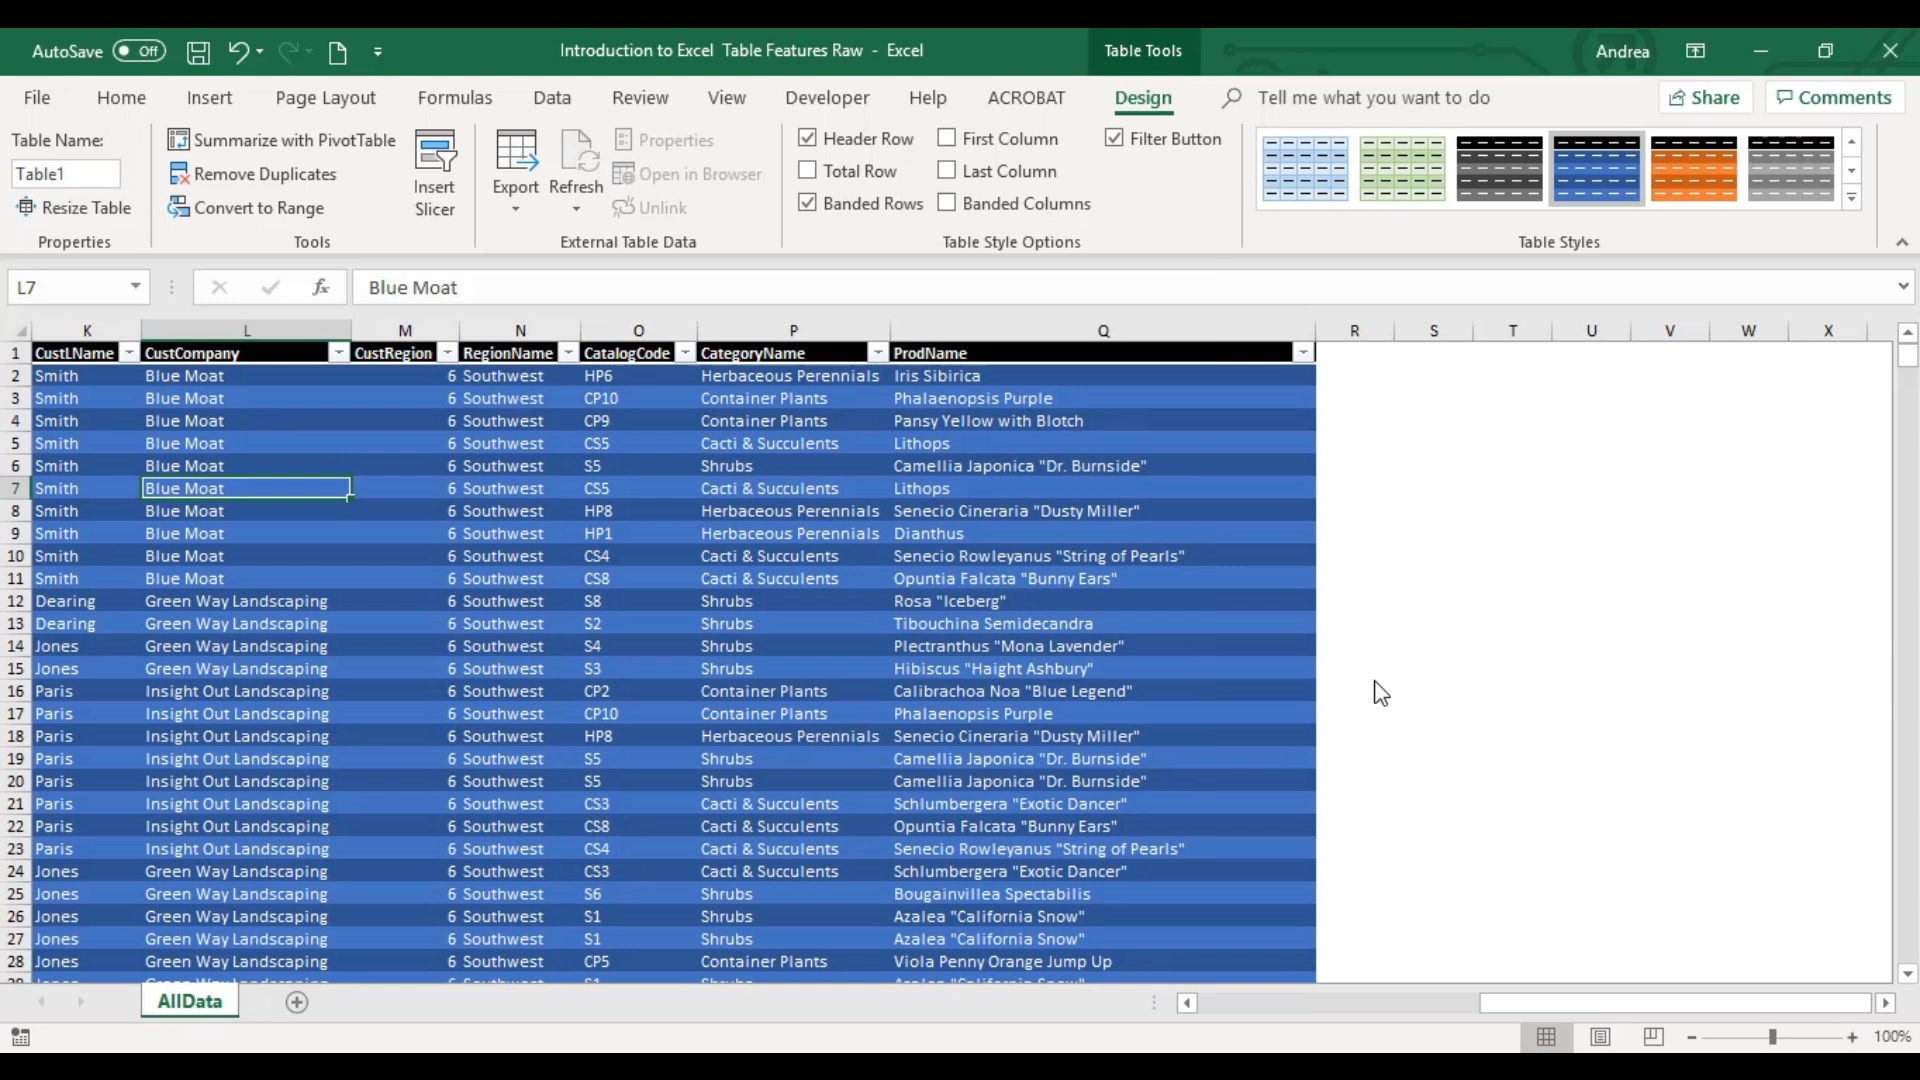 AutoSave Off Introduction to Excel Table Features Raw - Excel Table Tools Andrea
File Home Insert Page Layout Formulas Data Review View Developer Help ACROBAT Design Tell me what you want to do Share Comments
Table Name: Summarize with PivotTable Properties Header Row First Column Filter Button
Table1 Remove Duplicates Insert Slicer Export Refresh Open in Browser Total Row Last Column
Resize Table Convert to Range Unlink Banded Rows Banded Columns
Properties Tools External Table Data Table Style Options Table Styles
L7 fx Blue Moat
K L M N O P Q R S T U V W X
1 CustLName CustCompany CustRegion RegionName CatalogCode CategoryName ProdName
2 Smith Blue Moat 6 Southwest HP6 Herbaceous Perennials Iris Sibirica
3 Smith Blue Moat 6 Southwest CP10 Container Plants Phalaenopsis Purple
4 Smith Blue Moat 6 Southwest CP9 Container Plants Pansy Yellow with Blotch
5 Smith Blue Moat 6 Southwest CS5 Cacti & Succulents Lithops
6 Smith Blue Moat 6 Southwest S5 Shrubs Camellia Japonica "Dr. Burnside"
7 Smith Blue Moat 6 Southwest CS5 Cacti & Succulents Lithops
8 Smith Blue Moat 6 Southwest HP8 Herbaceous Perennials Senecio Cineraria "Dusty Miller"
9 Smith Blue Moat 6 Southwest HP1 Herbaceous Perennials Dianthus
10 Smith Blue Moat 6 Southwest CS4 Cacti & Succulents Senecio Rowleyanus "String of Pearls"
11 Smith Blue Moat 6 Southwest CS8 Cacti & Succulents Opuntia Falcata "Bunny Ears"
12 Dearing Green Way Landscaping 6 Southwest S8 Shrubs Rosa "Iceberg"
13 Dearing Green Way Landscaping 6 Southwest S2 Shrubs Tibouchina Semidecandra
14 Jones Green Way Landscaping 6 Southwest S4 Shrubs Plectranthus "Mona Lavender"
15 Jones Green Way Landscaping 6 Southwest S3 Shrubs Hibiscus "Haight Ashbury"
16 Paris Insight Out Landscaping 6 Southwest CP2 Container Plants Calibrachoa Noa "Blue Legend"
17 Paris Insight Out Landscaping 6 Southwest CP10 Container Plants Phalaenopsis Purple
18 Paris Insight Out Landscaping 6 Southwest HP8 Herbaceous Perennials Senecio Cineraria "Dusty Miller"
19 Paris Insight Out Landscaping 6 Southwest S5 Shrubs Camellia Japonica "Dr. Burnside"
20 Paris Insight Out Landscaping 6 Southwest S5 Shrubs Camellia Japonica "Dr. Burnside"
21 Paris Insight Out Landscaping 6 Southwest CS3 Cacti & Succulents Schlumbergera "Exotic Dancer"
22 Paris Insight Out Landscaping 6 Southwest CS8 Cacti & Succulents Opuntia Falcata "Bunny Ears"
23 Paris Insight Out Landscaping 6 Southwest CS4 Cacti & Succulents Senecio Rowleyanus "String of Pearls"
24 Jones Green Way Landscaping 6 Southwest CS3 Cacti & Succulents Schlumbergera "Exotic Dancer"
25 Jones Green Way Landscaping 6 Southwest S6 Shrubs Bougainvillea Spectabilis
26 Jones Green Way Landscaping 6 Southwest S1 Shrubs Azalea "California Snow"
27 Jones Green Way Landscaping 6 Southwest S1 Shrubs Azalea "California Snow"
28 Jones Green Way Landscaping 6 Southwest CP5 Container Plants Viola Penny Orange Jump Up
AllData
100%